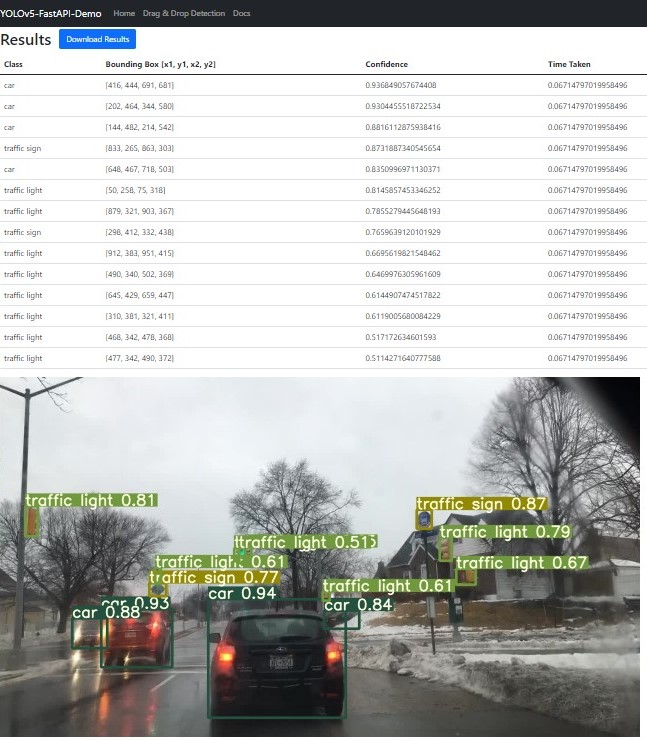 YOLOv5-FastAPI-Demo Home Drag & Drop Detection Docs
Results Download Results
Class Bounding Box [x1, y1, x2, y2] Confidence Time Taken
car [416, 444, 691, 681] 0.936849057674408 0.06714797019958496
car [202, 464, 344, 580] 0.9304455518722534 0.06714797019958496
car [144, 482, 214, 542] 0.8816112875938416 0.06714797019958496
traffic sign [833, 265, 863, 303] 0.8731887340545654 0.06714797019958496
car [648, 467, 718, 503] 0.8350996971130371 0.06714797019958496
traffic light [50, 258, 75, 318] 0.8145857453346252 0.06714797019958496
traffic light [879, 321, 903, 367] 0.7855279445648193 0.06714797019958496
traffic sign [298, 412, 332, 438] 0.7659639120101929 0.06714797019958496
traffic light [912, 383, 951, 415] 0.6695619821548462 0.06714797019958496
traffic light [490, 340, 502, 369] 0.6469976305961609 0.06714797019958496
traffic light [645, 429, 659, 447] 0.6144907474517822 0.06714797019958496
traffic light [310, 381, 321, 411] 0.6119005680084229 0.06714797019958496
traffic light [468, 342, 478, 368] 0.517172634601593 0.06714797019958496
traffic light [477, 342, 490, 372] 0.5114271640777588 0.06714797019958496
traffic light 0.81
traffic sign 0.87
traffic light 0.79
traffic light 0.51
traffic light 0.61
traffic light 0.67
traffic sign 0.77
traffic light 0.61
car 0.94
car 0.93
car 0.88
car 0.84